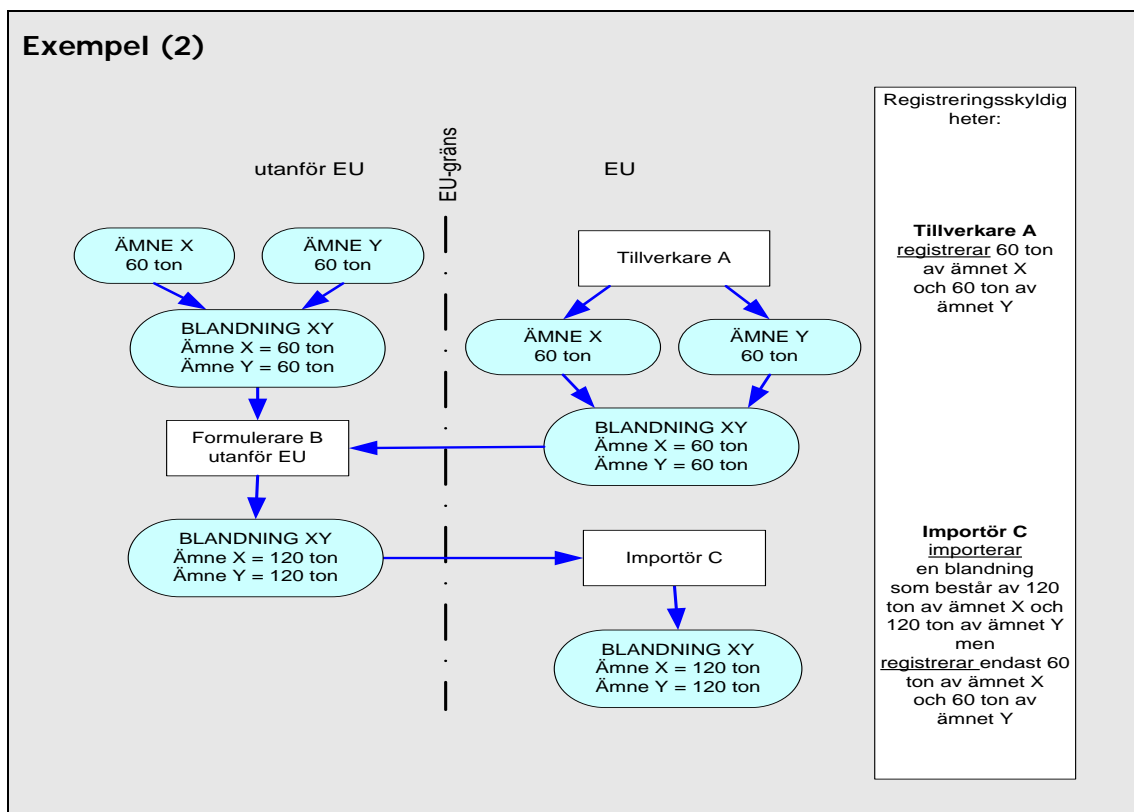 Exempel (2)
utanför EU
EU-gräns
EU
ÄMNE X
60 ton
ÄMNE Y
60 ton
BLANDNING XY
Ämne X = 60 ton
Ämne Y = 60 ton
Formulerare B
utanför EU
BLANDNING XY
Ämne X = 120 ton
Ämne Y = 120 ton
Tillverkare A
ÄMNE X
60 ton
ÄMNE Y
60 ton
BLANDNING XY
Ämne X = 60 ton
Ämne Y = 60 ton
Importör C
BLANDNING XY
Ämne X = 120 ton
Ämne Y = 120 ton
Registreringsskyldig
heter:
Tillverkare A
registrerar 60 ton
av ämnet X
och 60 ton av
ämnet Y
Importör C
importerar
en blandning
som består av 120
ton av ämnet X och
120 ton av ämnet Y
men
registrerar endast 60
ton av ämnet X
och 60 ton av
ämnet Y